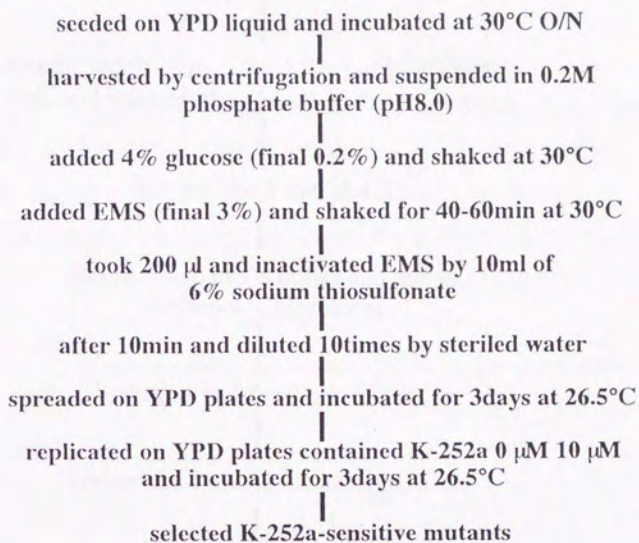 seeded on YPD liquid and incubated at 30°C O/N
harvested by centrifugation and suspended in 0.2M
phosphate buffer (pH8.0)
added 4% glucose (final 0.2%) and shaked at 30°C
added EMS (final 3%) and shaked for 40-60min at 30°C
took 200 μl and inactivated EMS by 10ml of
6% sodium thiosulfonate
after 10min and diluted 10times by steriled water
spreaded on YPD plates and incubated for 3days at 26.5°C
replicated on YPD plates contained K-252a 0 μM 10 μM
and incubated for 3days at 26.5°C
selected K-252a-sensitive mutants